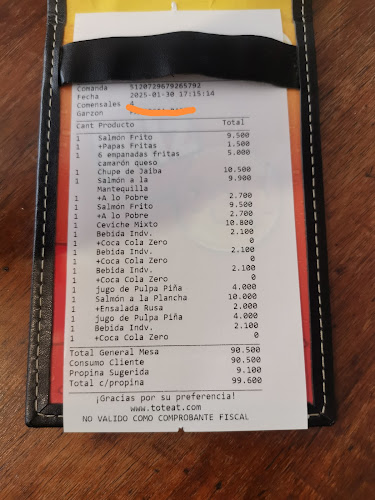 Comanda 5120729679265792
Fecha 2025-01-30 17:15:14
Comensales 4
Garzon
Cant Producto Total
1 Salmón Frito 9.500
1 +Papas Fritas 1.500
1 6 empanadas fritas 5.000
camarón queso
1 Chupe de Jaiba 10.500
1 Salmón a la 9.900
Mantequilla
1 +A lo Pobre 2.700
1 Salmón Frito 9.500
1 +A lo Pobre 2.700
1 Ceviche Mixto 10.800
1 Bebida Indv. 2.100
1 +Coca Cola Zero 0
1 Bebida Indv. 2.100
1 +Coca Cola Zero 0
1 Bebida Indv. 2.100
1 +Coca Cola Zero 0
1 jugo de Pulpa Piña 4.000
1 Salmón a la Plancha 10.000
1 +Ensalada Rusa 2.000
1 jugo de Pulpa Piña 4.000
1 Bebida Indv. 2.100
1 +Coca Cola Zero 0
Total General Mesa 90.500
Consumo Cliente 90.500
Propina Sugerida 9.100
Total c/propina 99.600
¡Gracias por su preferencia!
www.toteat.com
NO VALIDO COMO COMPROBANTE FISCAL